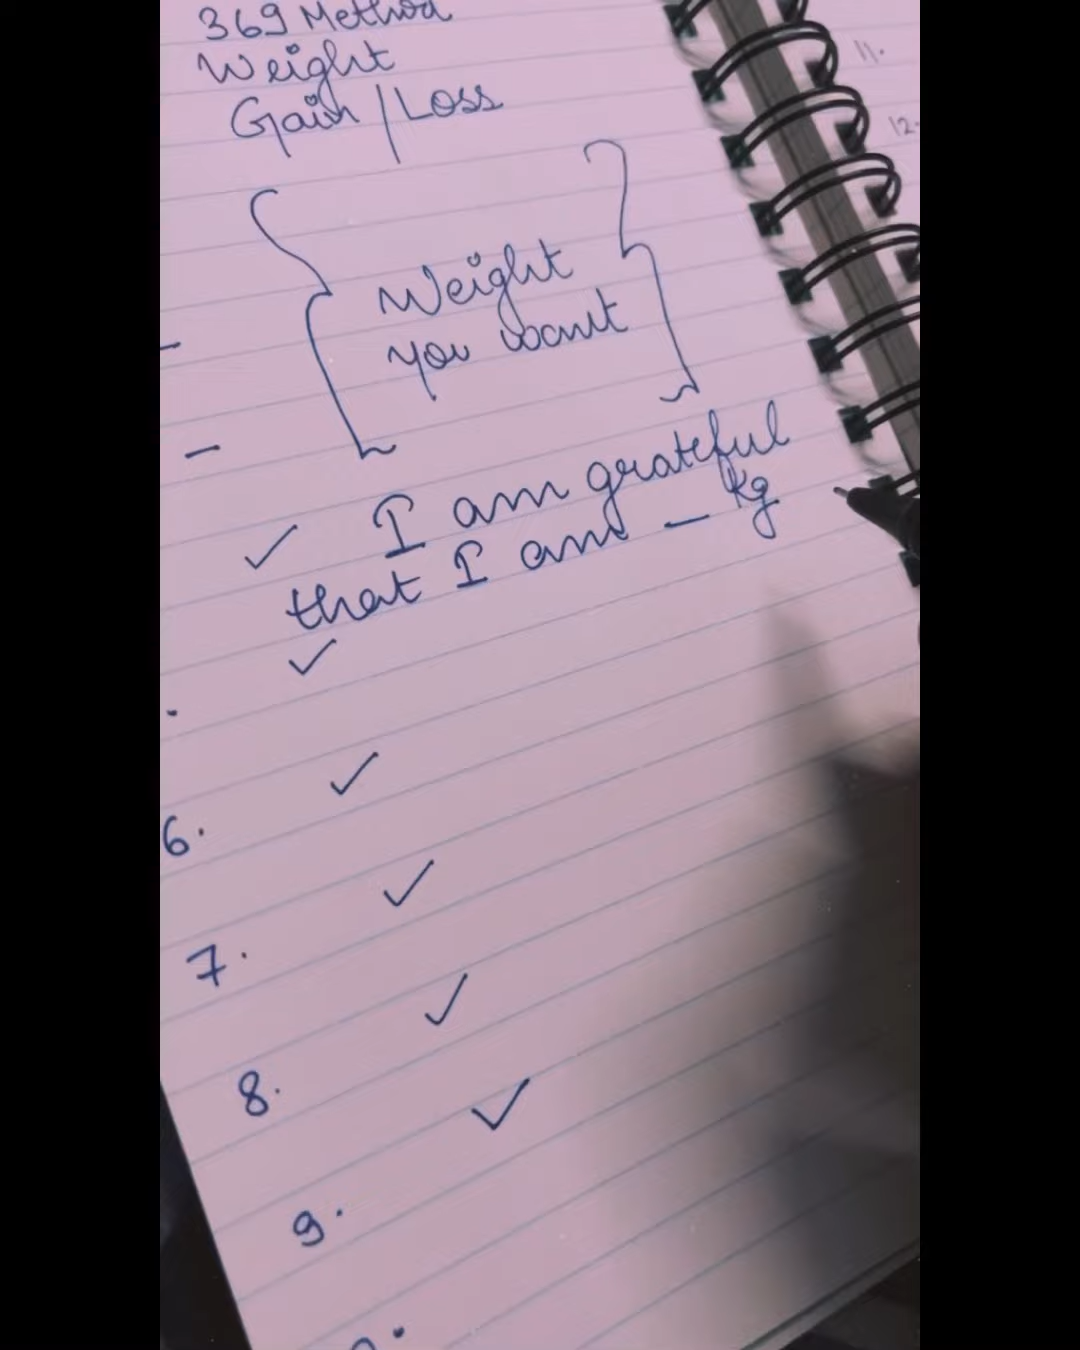 369 Method
Weight
Gain / Loss
11.
12.
Weight
you want
I am grateful
that I am — kg
6.
7.
8.
9.